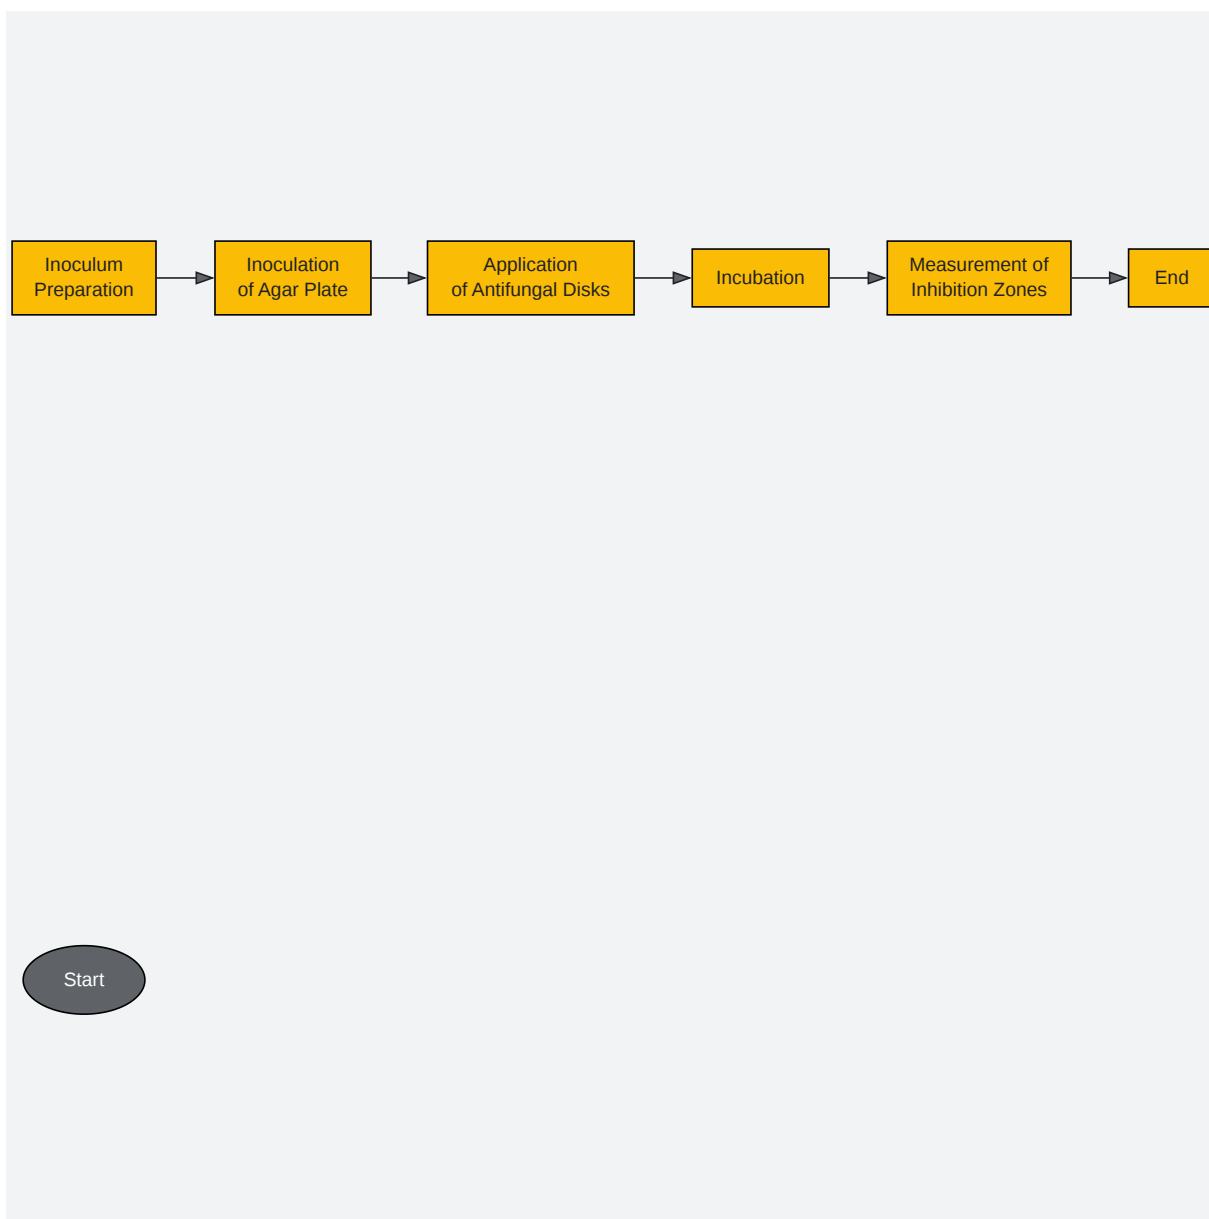 Inoculum
Preparation
Inoculation
of Agar Plate
Application
of Antifungal Disks
Incubation
Measurement of
Inhibition Zones
End
Start